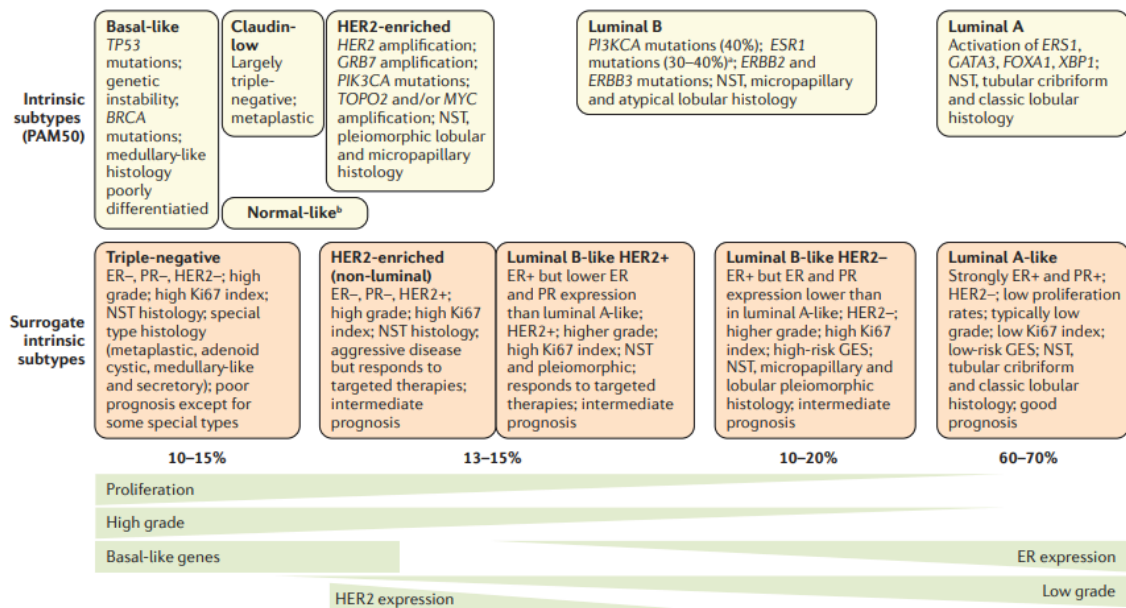 Intrinsic
subtypes
(PAM50)
Basal-like
TP53
mutations;
genetic
instability;
BRCA
mutations;
medullary-like
histology
poorly
differentiatied
Claudin-
low
Largely
triple-
negative;
metaplastic
HER2-enriched
HER2 amplification;
GRB7 amplification;
PIK3CA mutations;
TOPO2 and/or MYC
amplification; NST,
pleiomorphic lobular
and micropapillary
histology
Luminal B
PI3KCA mutations (40%); ESR1
mutations (30–40%)ᵃ; ERBB2 and
ERBB3 mutations; NST, micropapillary
and atypical lobular histology
Luminal A
Activation of ERS1,
GATA3, FOXA1, XBP1;
NST, tubular cribriform
and classic lobular
histology
Normal-likeᵇ
Surrogate
intrinsic
subtypes
Triple-negative
ER–, PR–, HER2–; high
grade; high Ki67 index;
NST histology; special
type histology
(metaplastic, adenoid
cystic, medullary-like
and secretory); poor
prognosis except for
some special types
HER2-enriched
(non-luminal)
ER–, PR–, HER2+;
high grade; high Ki67
index; NST histology;
aggressive disease
but responds to
targeted therapies;
intermediate
prognosis
Luminal B-like HER2+
ER+ but lower ER
and PR expression
than luminal A-like;
HER2+; higher grade;
high Ki67 index; NST
and pleiomorphic;
responds to targeted
therapies; intermediate
prognosis
Luminal B-like HER2–
ER+ but ER and PR
expression lower than
in luminal A-like; HER2–;
higher grade; high Ki67
index; high-risk GES;
NST, micropapillary and
lobular pleiomorphic
histology; intermediate
prognosis
Luminal A-like
Strongly ER+ and PR+;
HER2–; low proliferation
rates; typically low
grade; low Ki67 index;
low-risk GES; NST,
tubular cribriform
and classic lobular
histology; good
prognosis
10–15%
13–15%
10–20%
60–70%
Proliferation
High grade
Basal-like genes
ER expression
Low grade
HER2 expression